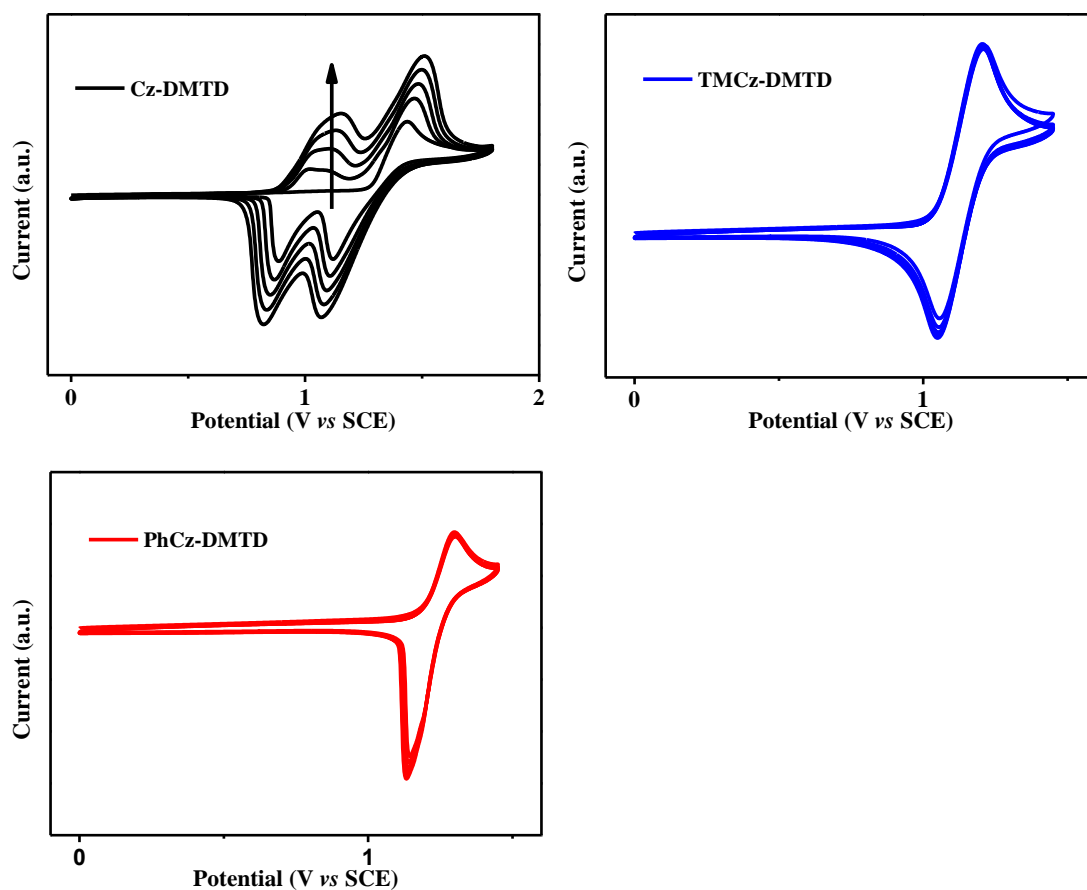 Cz-DMTD
Current (a.u.)
0 1 2
Potential (V vs SCE)
TMCz-DMTD
Current (a.u.)
0 1
Potential (V vs SCE)
PhCz-DMTD
Current (a.u.)
0 1
Potential (V vs SCE)